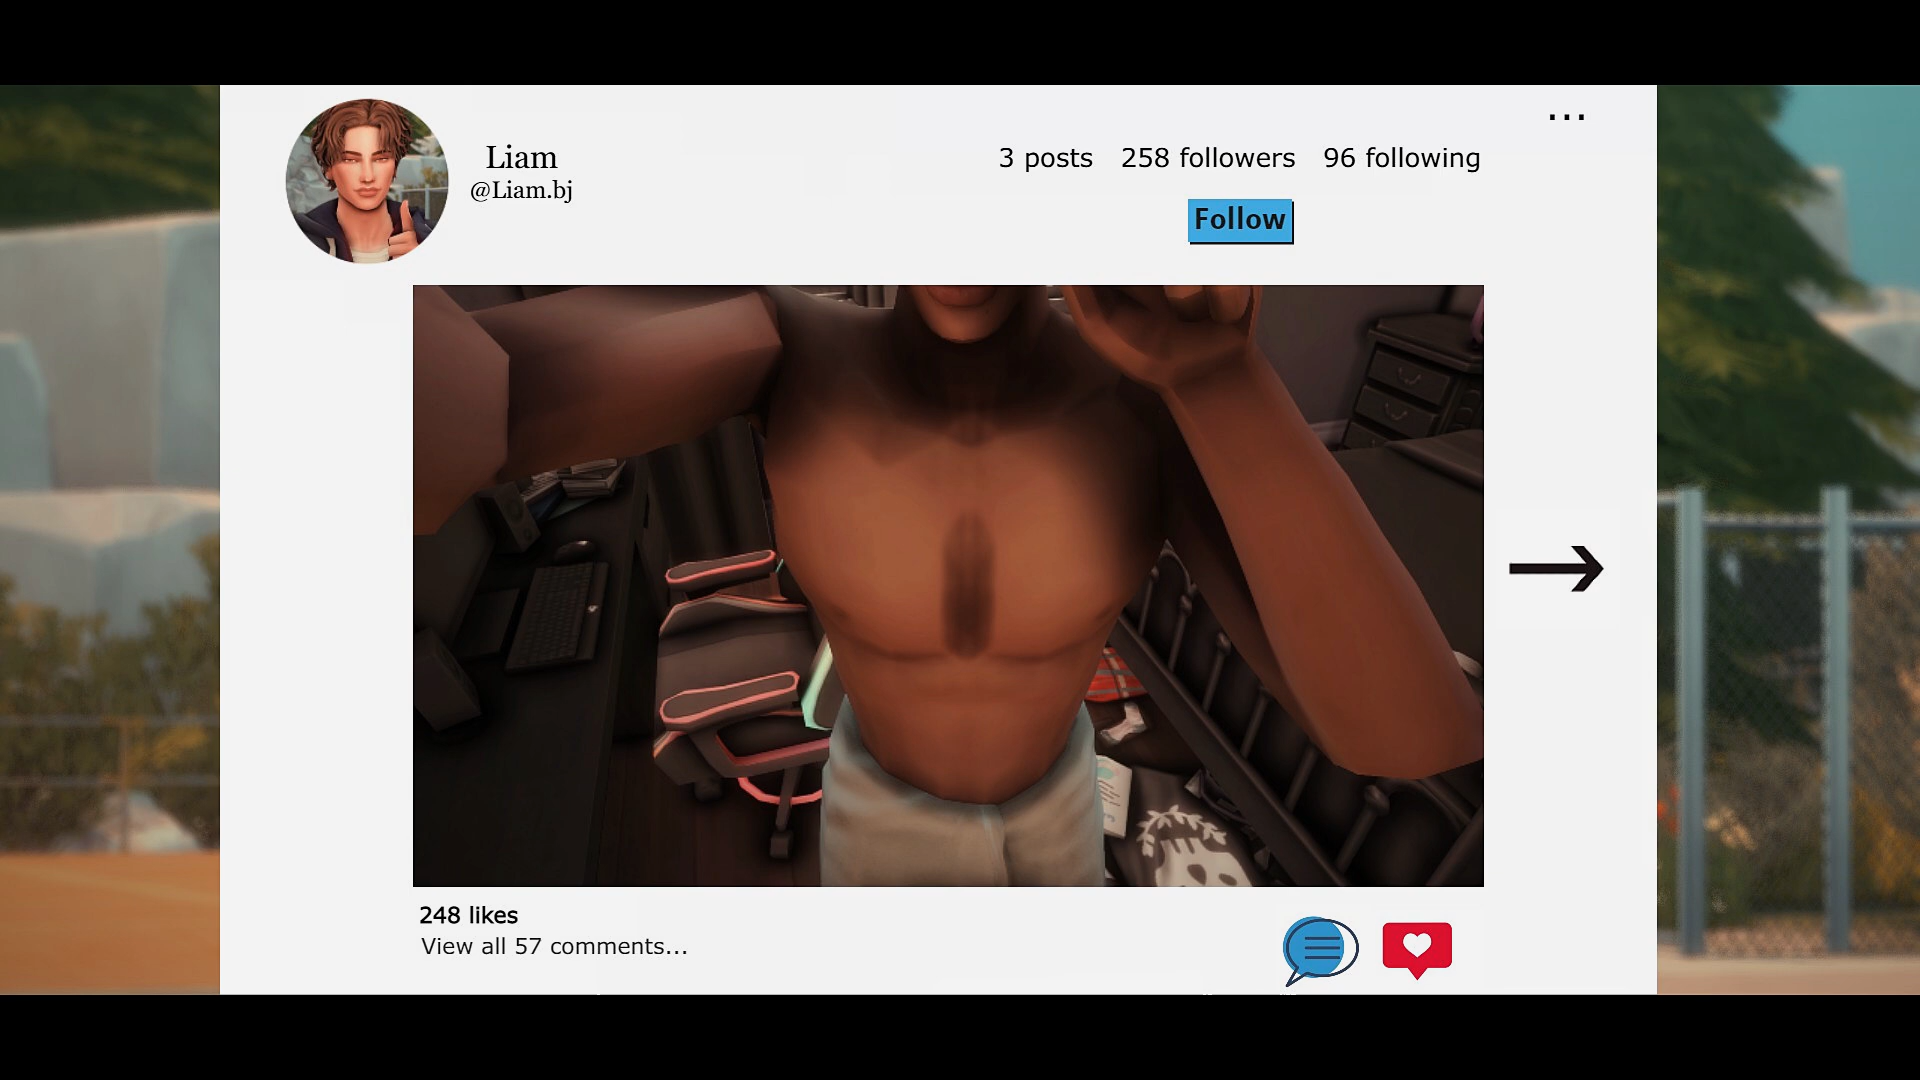 Liam
@Liam.bj
...
3 posts 258 followers 96 following
Follow
248 likes
View all 57 comments...